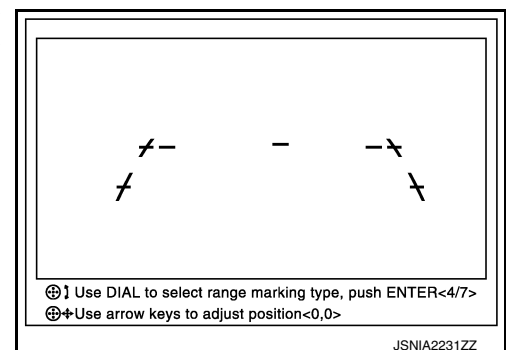 Use DIAL to select range marking type, push ENTER<4/7>
Use arrow keys to adjust position<0,0>
JSNIA2231ZZ